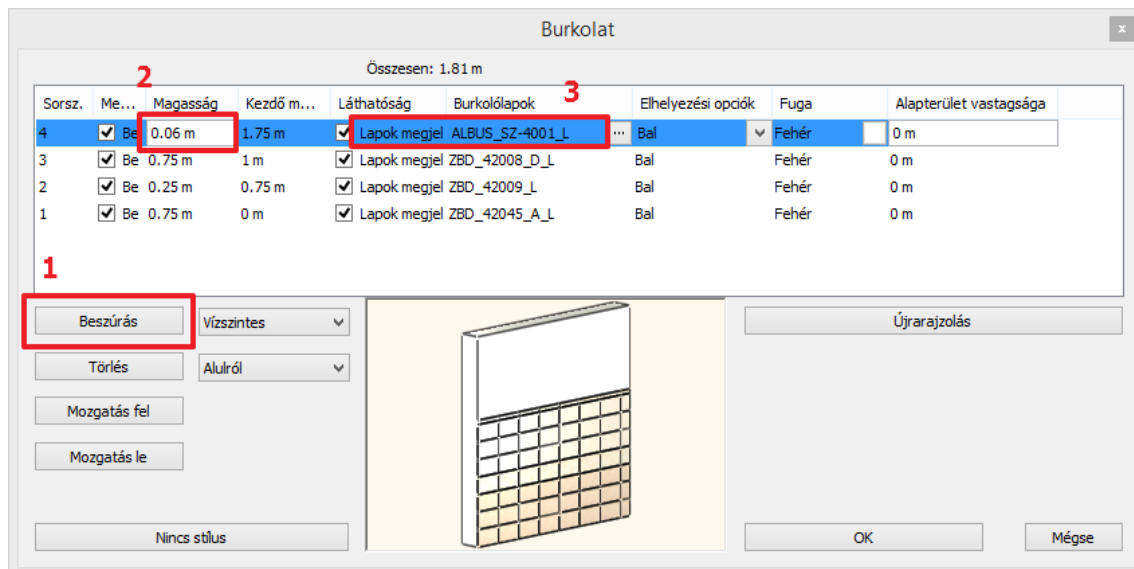 Burkolat
x
Összesen: 1.81 m
2
3
Sorsz. Me... Magasság Kezdő m... Láthatóság Burkolólapok Elhelyezési opciók Fuga Alapterület vastagsága
4 Be 0.06 m 1.75 m Lapok megjel ALBUS_SZ-4001_L ... Bal Fehér 0 m
3 Be 0.75 m 1 m Lapok megjel ZBD_42008_D_L Bal Fehér 0 m
2 Be 0.25 m 0.75 m Lapok megjel ZBD_42009_L Bal Fehér 0 m
1 Be 0.75 m 0 m Lapok megjel ZBD_42045_A_L Bal Fehér 0 m
1
Beszúrás Vízszintes Újrarajzolás
Törlés Alulról
Mozgatás fel
Mozgatás le
Nincs stílus OK Mégse